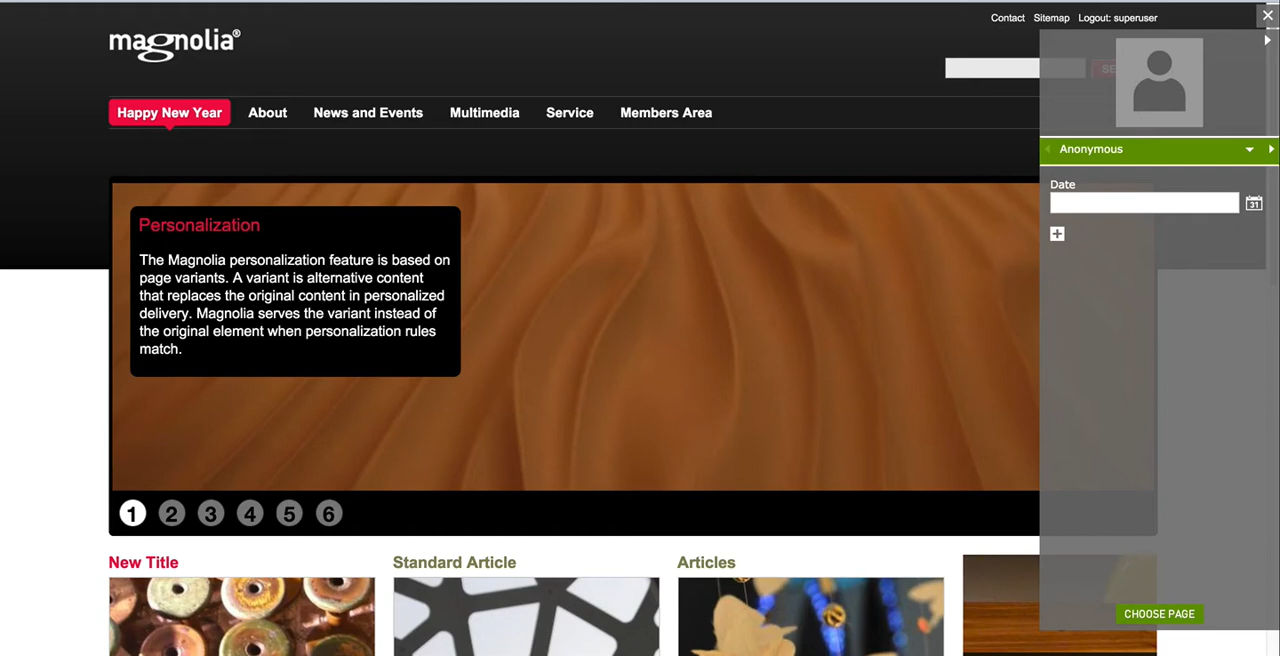 Contact Sitemap Logout: superuser
magnolia®
Happy New Year About News and Events Multimedia Service Members Area
Anonymous
Date
31
Personalization
The Magnolia personalization feature is based on
page variants. A variant is alternative content
that replaces the original content in personalized
delivery. Magnolia serves the variant instead of
the original element when personalization rules
match.
1 2 3 4 5 6
New Title Standard Article Articles
CHOOSE PAGE